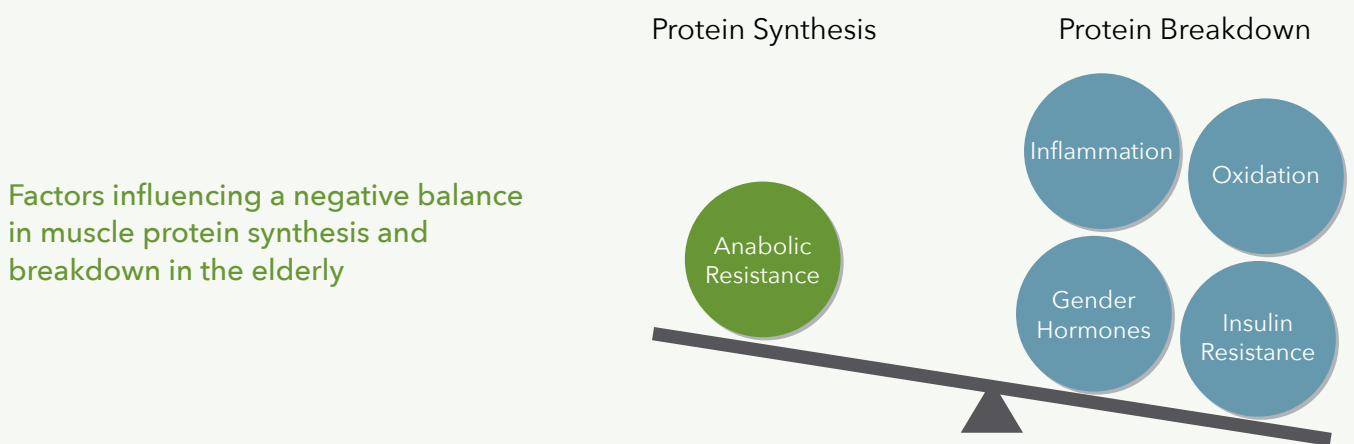 Protein Synthesis
Protein Breakdown
Factors influencing a negative balance
in muscle protein synthesis and
breakdown in the elderly
Anabolic
Resistance
Inflammation
Oxidation
Gender
Hormones
Insulin
Resistance